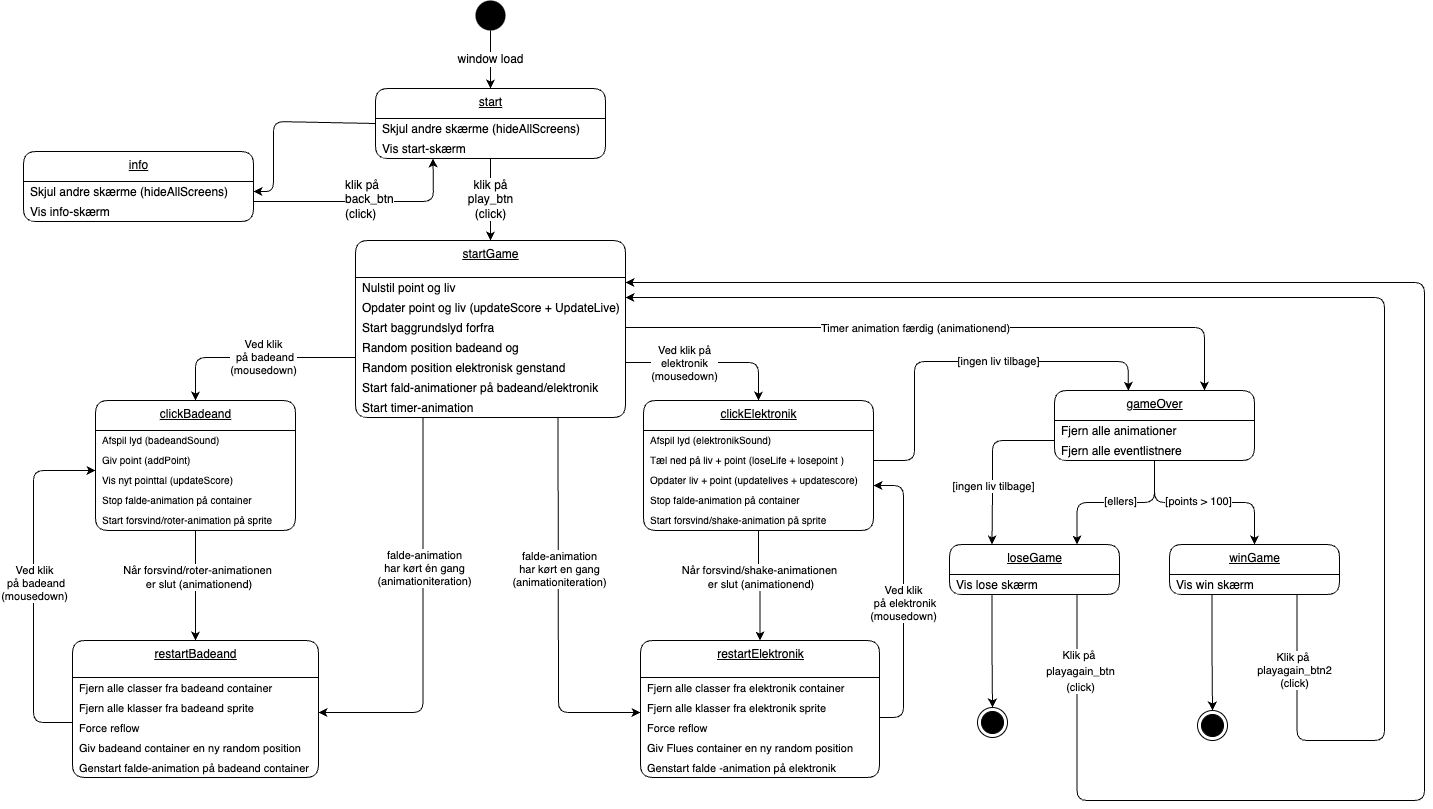 window load
start
Skjul andre skærme (hideAllScreens)
Vis start-skærm
info
Skjul andre skærme (hideAllScreens)
Vis info-skærm
klik på
back_btn
(click)
klik på
play_btn
(click)
startGame
Nulstil point og liv
Opdater point og liv (updateScore + UpdateLive)
Start baggrundslyd forfra
Random position badeand og
Random position elektronisk genstand
Start fald-animationer på badeand/elektronik
Start timer-animation
Timer animation færdig (animationend)
Ved klik
på badeand
(mousedown)
Ved klik på
elektronik
(mousedown)
[ingen liv tilbage]
clickBadeand
Afspil lyd (badeandSound)
Giv point (addPoint)
Vis nyt pointtal (updateScore)
Stop falde-animation på container
Start forsvind/roter-animation på sprite
clickElektronik
Afspil lyd (elektronikSound)
Tæl ned på liv + point (loseLife + losepoint )
Opdater liv + point (updatelives + updatescore)
Stop falde-animation på container
Start forsvind/shake-animation på sprite
gameOver
Fjern alle animationer
Fjern alle eventlistnere
[ingen liv tilbage]
[ellers]
[points > 100]
loseGame
Vis lose skærm
winGame
Vis win skærm
Ved klik
på badeand
(mousedown)
Når forsvind/roter-animationen
er slut (animationend)
falde-animation
har kørt én gang
(animationiteration)
falde-animation
har kørt en gang
(animationiteration)
Når forsvind/shake-animationen
er slut (animationend)
Ved klik
på elektronik
(mousedown)
restartBadeand
Fjern alle classer fra badeand container
Fjern alle klasser fra badeand sprite
Force reflow
Giv badeand container en ny random position
Genstart falde-animation på badeand container
restartElektronik
Fjern alle classer fra elektronik container
Fjern alle klasser fra elektronik sprite
Force reflow
Giv Flues container en ny random position
Genstart falde -animation på elektronik
Klik på
playagain_btn
(click)
Klik på
playagain_btn2
(click)